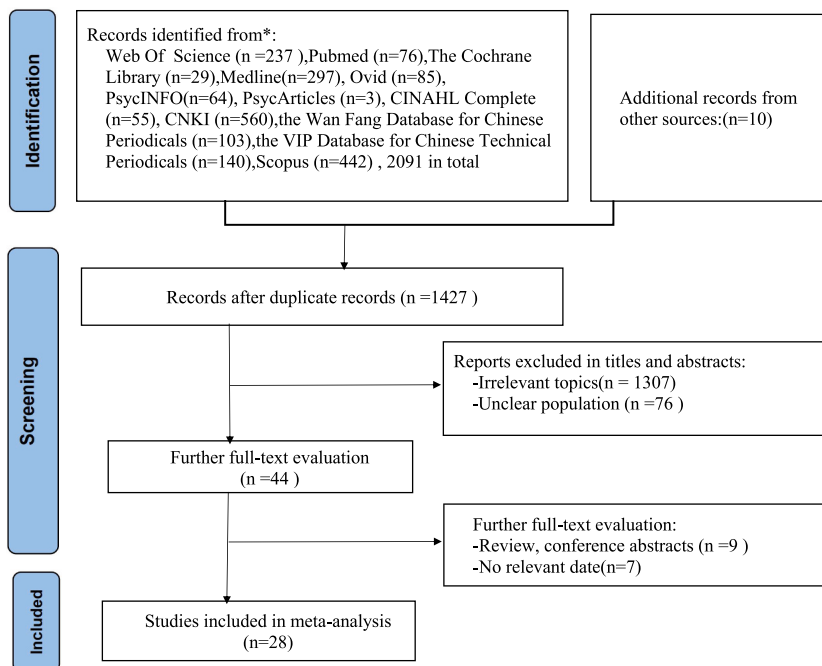 Identification
Records identified from*:
Web Of Science (n =237 ),Pubmed (n=76),The Cochrane
Library (n=29),Medline(n=297), Ovid (n=85),
PsycINFO(n=64), PsycArticles (n=3), CINAHL Complete
(n=55), CNKI (n=560),the Wan Fang Database for Chinese
Periodicals (n=103),the VIP Database for Chinese Technical
Periodicals (n=140),Scopus (n=442) , 2091 in total
Additional records from
other sources:(n=10)
Screening
Records after duplicate records (n =1427 )
Reports excluded in titles and abstracts:
-Irrelevant topics(n = 1307)
-Unclear population (n =76 )
Further full-text evaluation
(n =44 )
Further full-text evaluation:
-Review, conference abstracts (n =9 )
-No relevant date(n=7)
Included
Studies included in meta-analysis
(n=28)